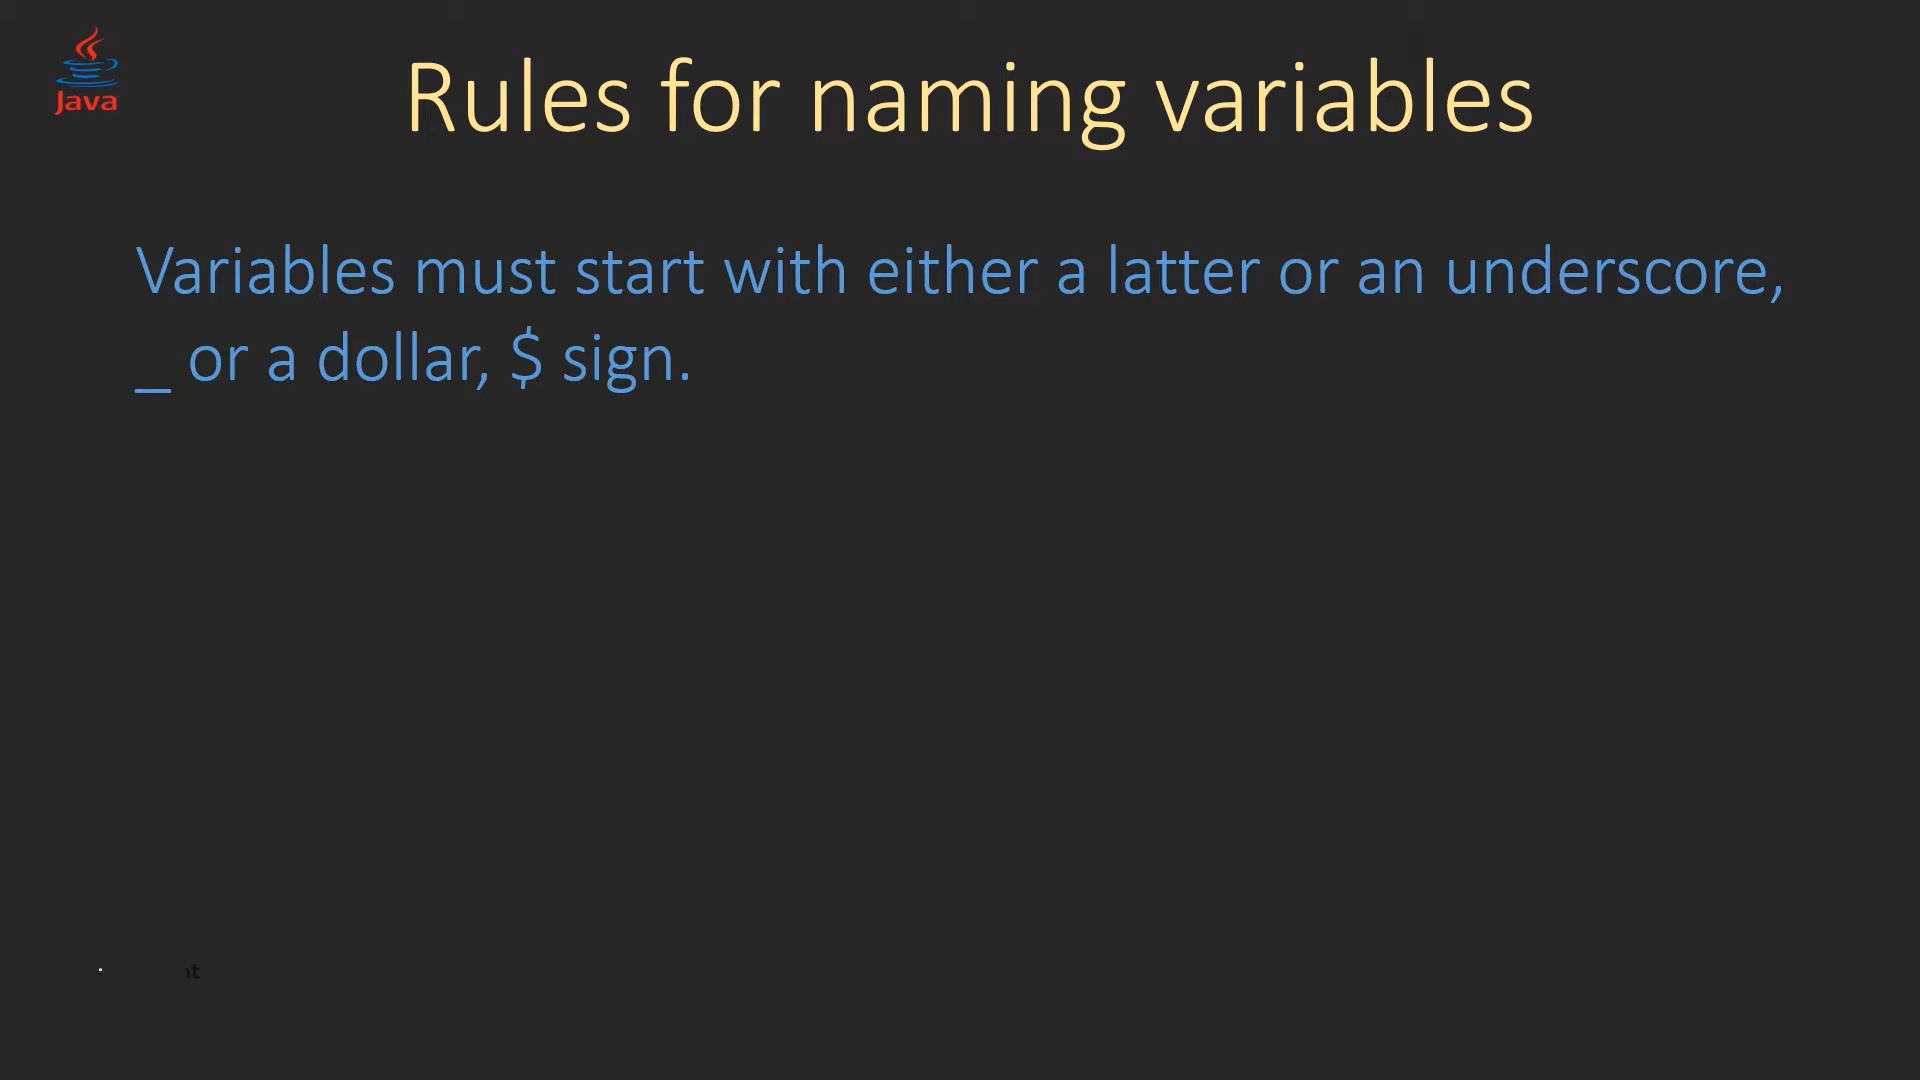 Java
Rules for naming variables
Variables must start with either a latter or an underscore,
_ or a dollar, $ sign.